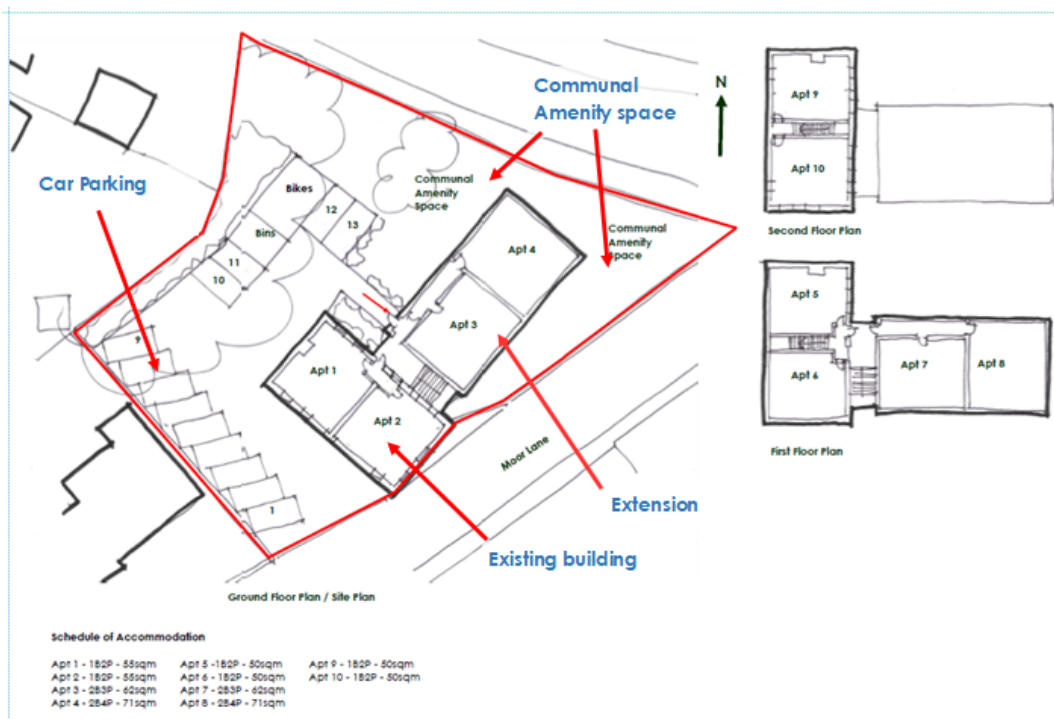 Communal
Amenity space
N
Car Parking
Communal
Amenity
Space
Communal
Amenity
Space
Bikes
12
13
Bins
11
10
9
1
Apt 4
Apt 3
Apt 1
Apt 2
Moor Lane
Extension
Existing building
Ground Floor Plan / Site Plan
Apt 9
Apt 10
Second Floor Plan
Apt 5
Apt 6
Apt 7
Apt 8
First Floor Plan
Schedule of Accommodation
Apt 1 - 1B2P - 55sqm
Apt 2 - 1B2P - 55sqm
Apt 3 - 2B3P - 62sqm
Apt 4 - 2B4P - 71sqm
Apt 5 -1B2P - 50sqm
Apt 6 - 1B2P - 50sqm
Apt 7 - 2B3P - 62sqm
Apt 8 - 2B4P - 71sqm
Apt 9 - 1B2P - 50sqm
Apt 10 - 1B2P - 50sqm